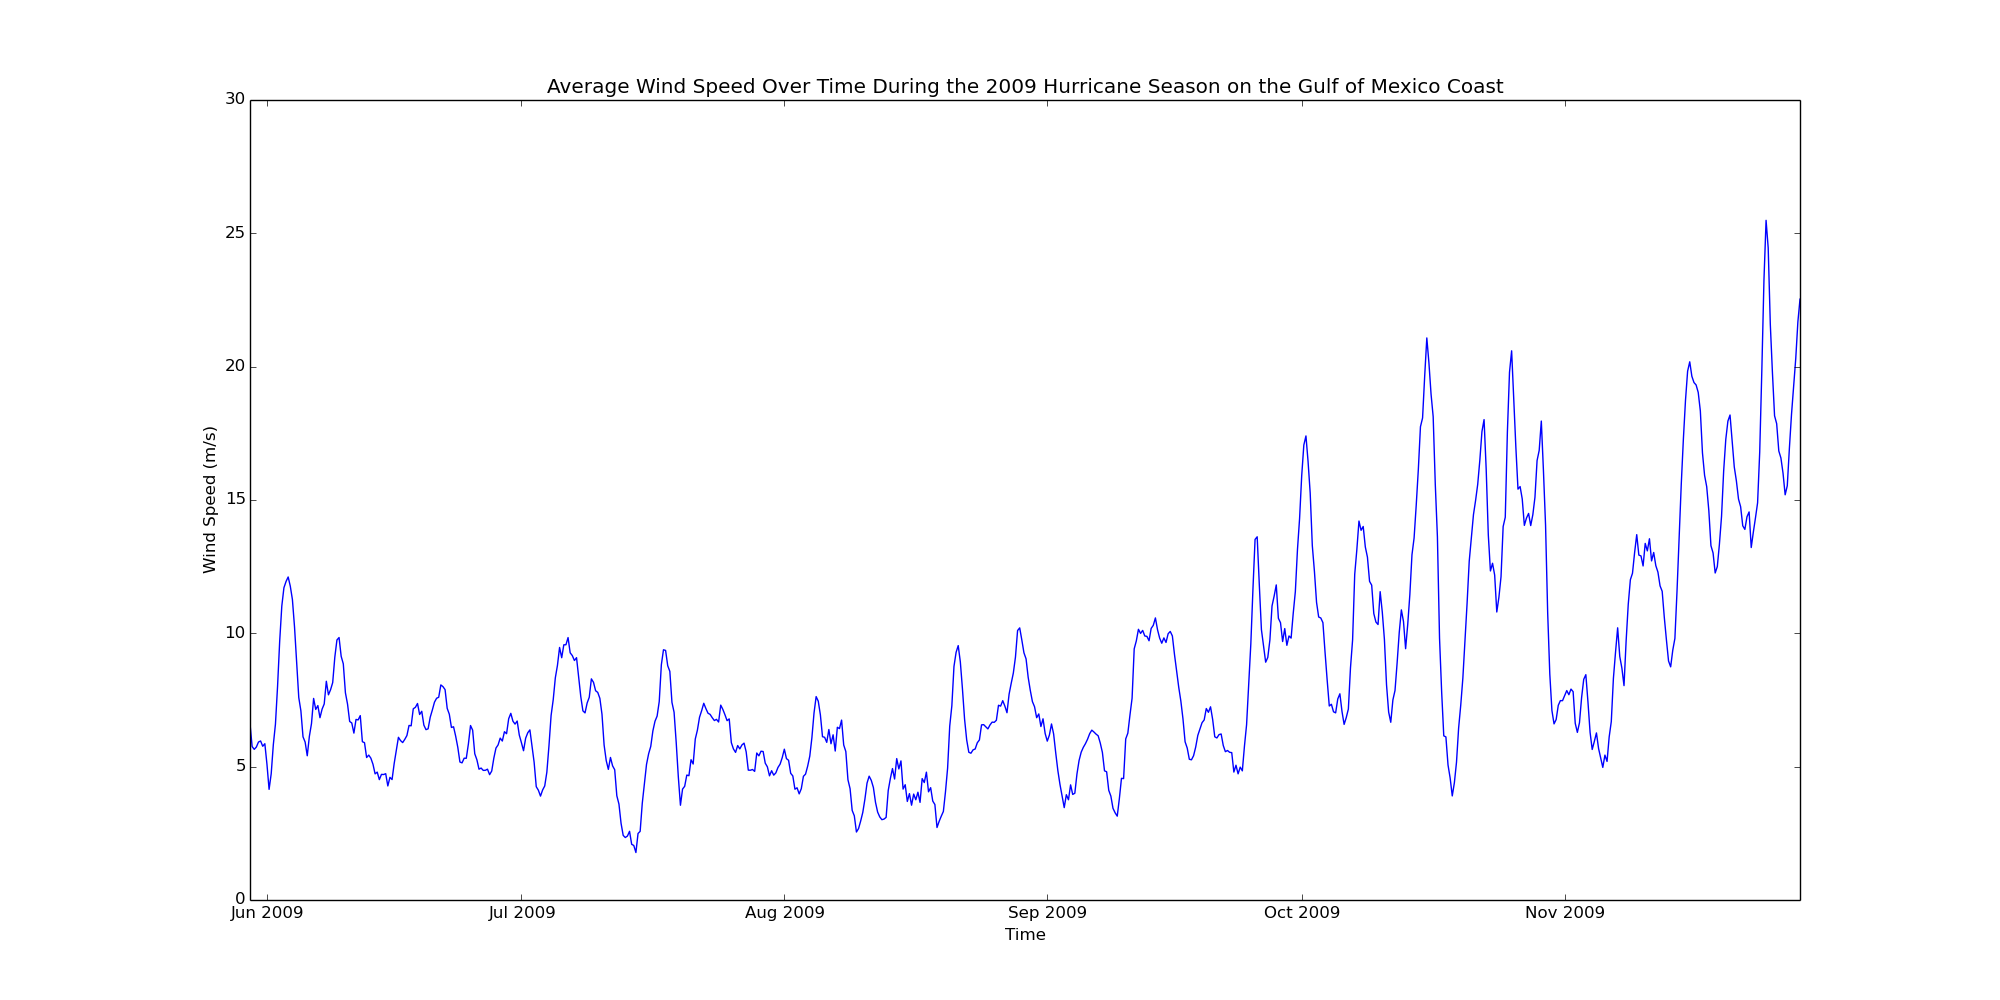 Average Wind Speed Over Time During the 2009 Hurricane Season on the Gulf of Mexico Coast
30
25
20
15
10
5
0
Wind Speed (m/s)
Jun 2009 Jul 2009 Aug 2009 Sep 2009 Oct 2009 Nov 2009
Time